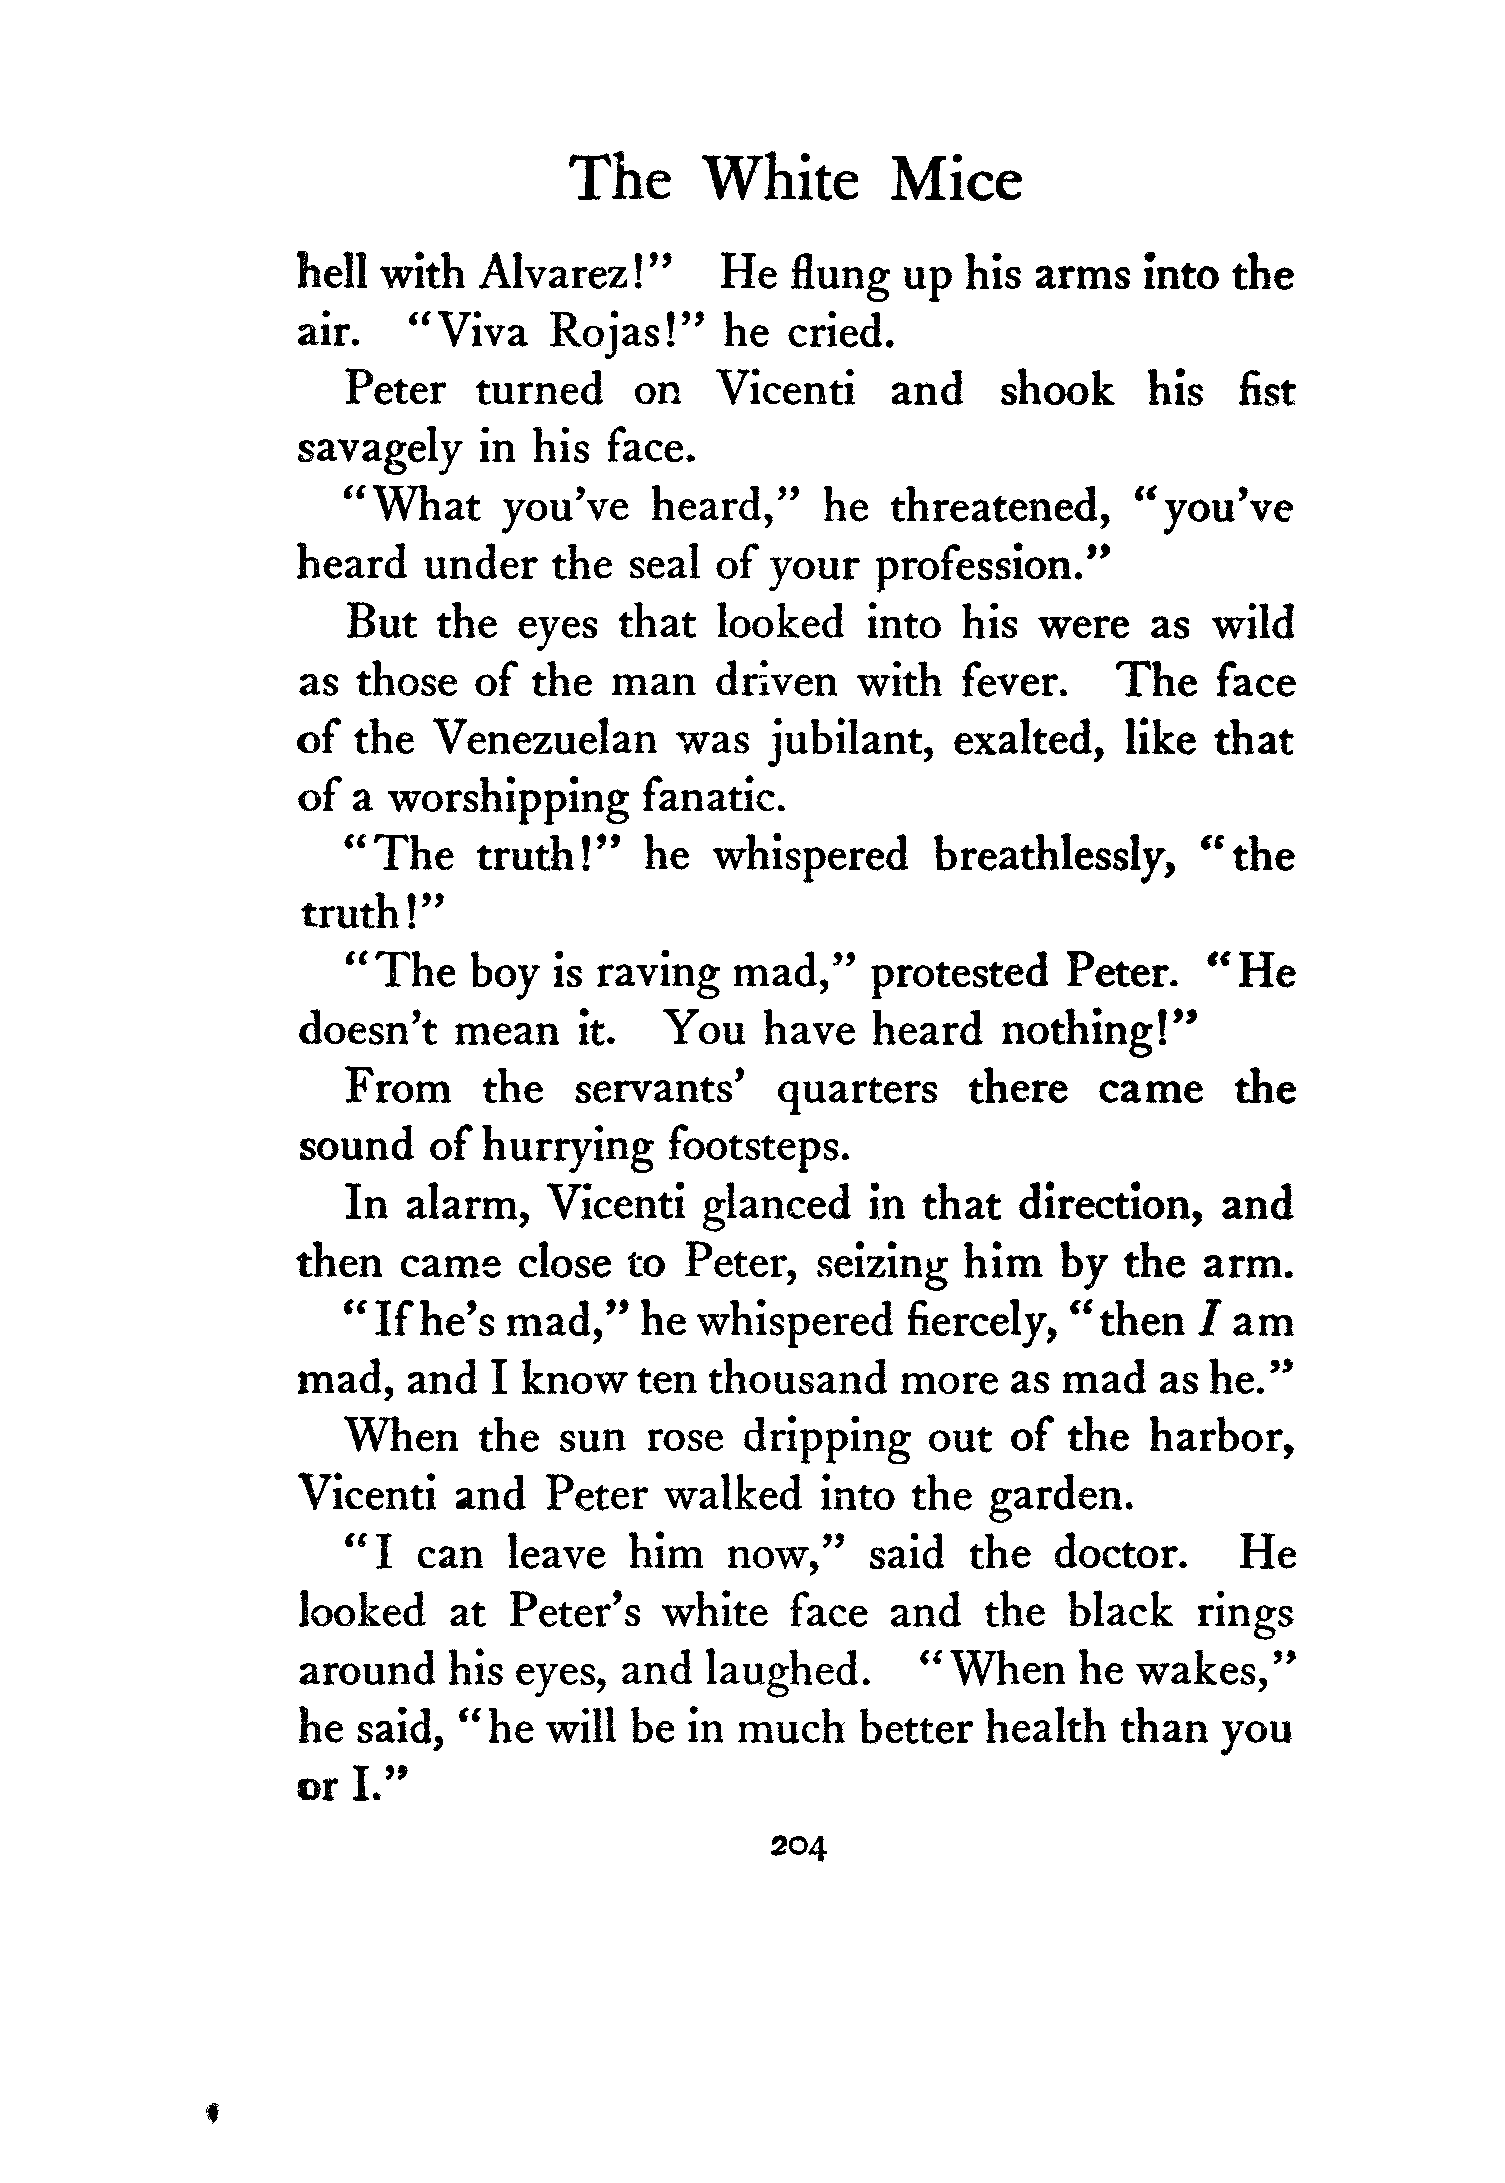 The White Mice
hell with Alvarez!" He flung up his arms into the
air. "Viva Rojas!" he cried.
Peter turned on Vicenti and shook his fist
savagely in his face.
"What you've heard," he threatened, "you've
heard under the seal of your profession."
But the eyes that looked into his were as wild
as those of the man driven with fever. The face
of the Venezuelan was jubilant, exalted, like that
of a worshipping fanatic.
"The truth!" he whispered breathlessly, "the
truth!"
"The boy is raving mad," protested Peter. "He
doesn't mean it. You have heard nothing!"
From the servants' quarters there came the
sound of hurrying footsteps.
In alarm, Vicenti glanced in that direction, and
then came close to Peter, seizing him by the arm.
"If he's mad," he whispered fiercely, "then I am
mad, and I know ten thousand more as mad as he."
When the sun rose dripping out of the harbor,
Vicenti and Peter walked into the garden.
"I can leave him now," said the doctor. He
looked at Peter's white face and the black rings
around his eyes, and laughed. "When he wakes,"
he said, "he will be in much better health than you
or I."
204